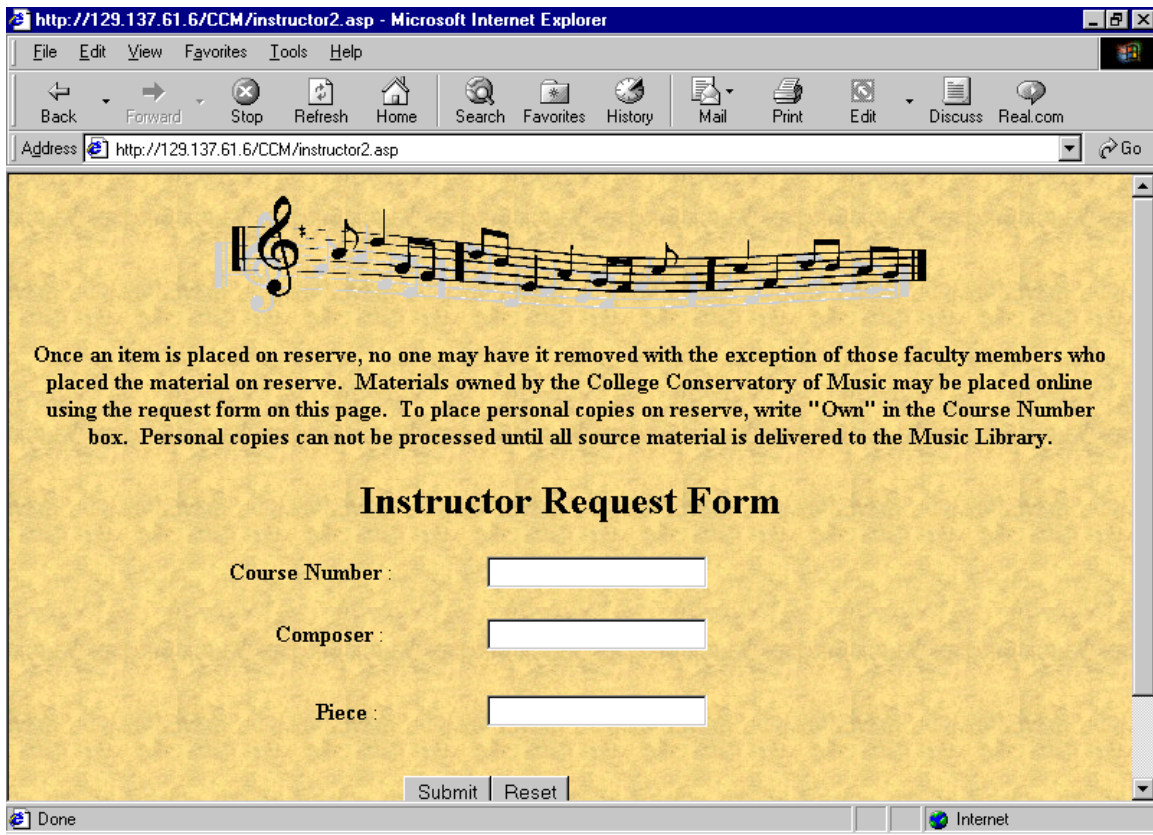 http://129.137.61.6/CCM/instructor2.asp - Microsoft Internet Explorer
File Edit View Favorites Tools Help
Back Forward Stop Refresh Home Search Favorites History Mail Print Edit Discuss Real.com
Address http://129.137.61.6/CCM/instructor2.asp Go
Once an item is placed on reserve, no one may have it removed with the exception of those faculty members who
placed the material on reserve. Materials owned by the College Conservatory of Music may be placed online
using the request form on this page. To place personal copies on reserve, write "Own" in the Course Number
box. Personal copies can not be processed until all source material is delivered to the Music Library.
Instructor Request Form
Course Number :
Composer :
Piece :
Submit Reset
Done Internet